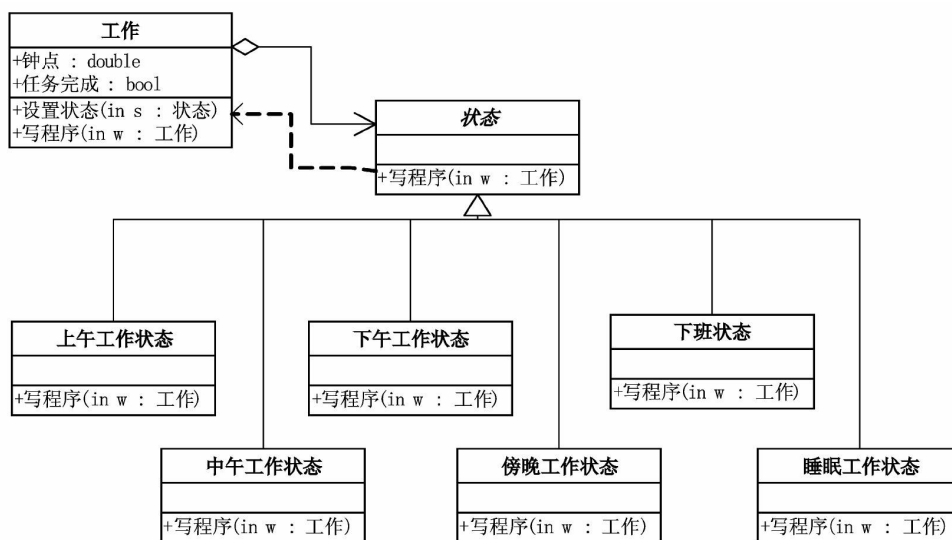 工作
+钟点 : double
+任务完成 : bool
+设置状态(in s : 状态)
+写程序(in w : 工作)
状态
+写程序(in w : 工作)
上午工作状态
+写程序(in w : 工作)
下午工作状态
+写程序(in w : 工作)
下班状态
+写程序(in w : 工作)
中午工作状态
+写程序(in w : 工作)
傍晚工作状态
+写程序(in w : 工作)
睡眠工作状态
+写程序(in w : 工作)